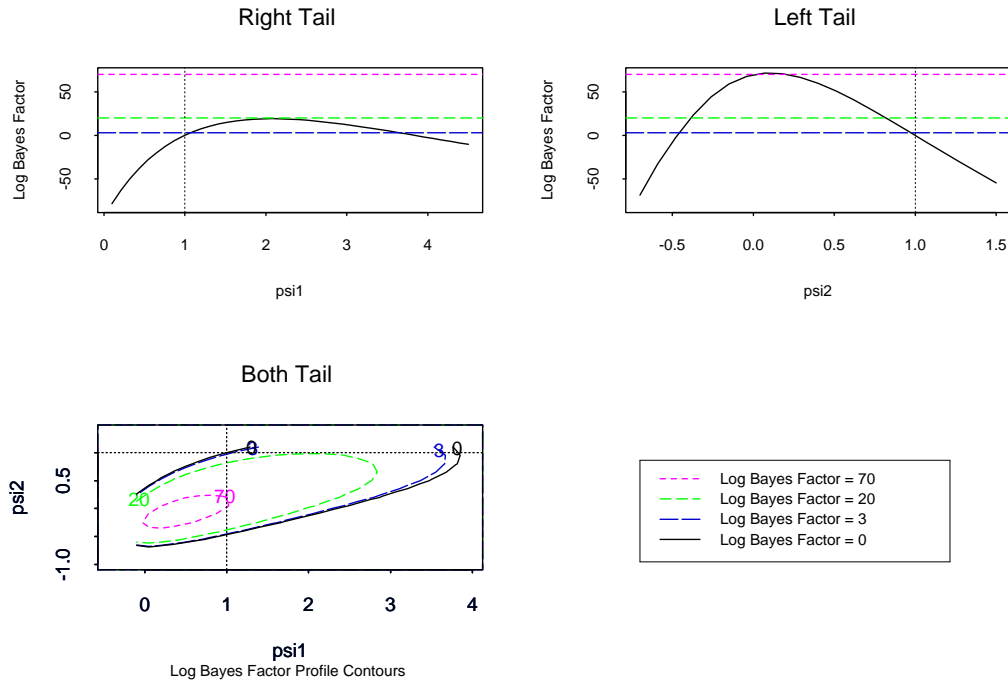 Right Tail
Left Tail
Log Bayes Factor
50
0
-50
0 1 2 3 4
psi1
Log Bayes Factor
50
0
-50
-0.5 0.0 0.5 1.0 1.5
psi2
Both Tail
psi2
0.5
-1.0
0 0
3
20
70
0 1 2 3 4
psi1
Log Bayes Factor Profile Contours
Log Bayes Factor = 70
Log Bayes Factor = 20
Log Bayes Factor = 3
Log Bayes Factor = 0